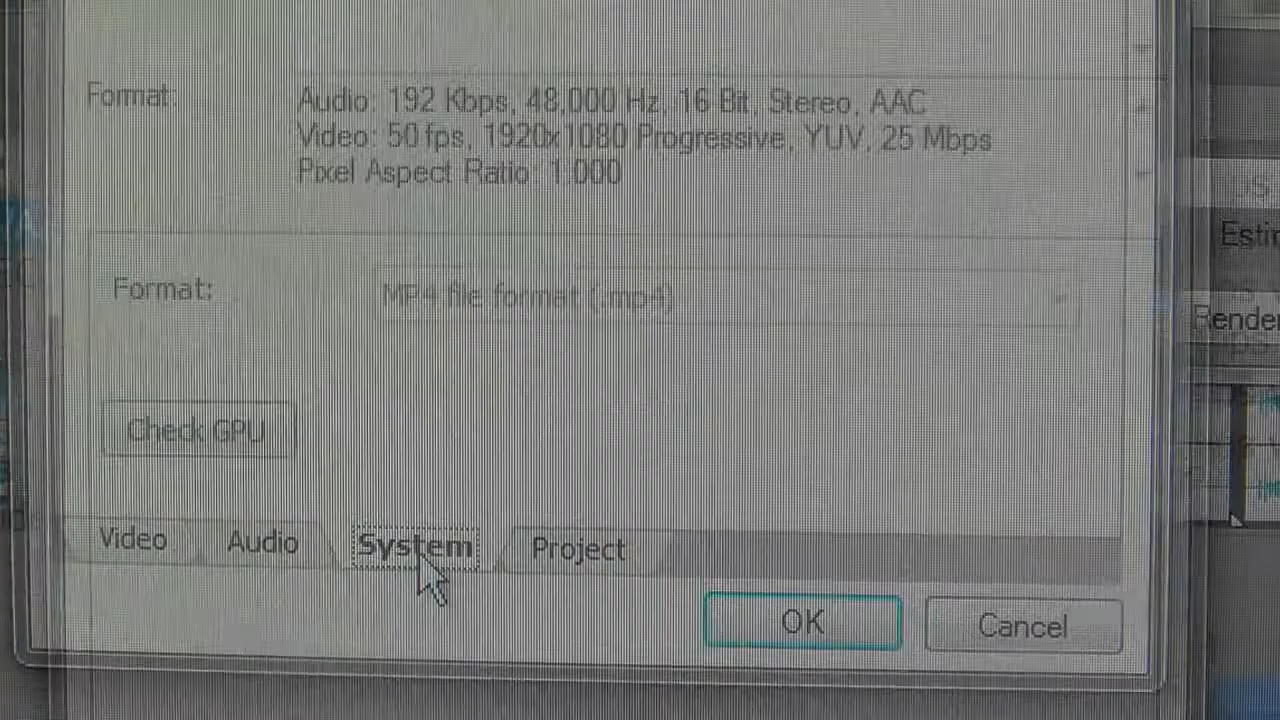 Format:
Audio: 192 Kbps, 48,000 Hz, 16 Bit, Stereo, AAC
Video: 50 fps, 1920x1080 Progressive, YUV, 25 Mbps
Pixel Aspect Ratio: 1.000
Format:
MP4 file format (.mp4)
Check GPU
Video
Audio
System
Project
OK
Cancel
Estin
Render